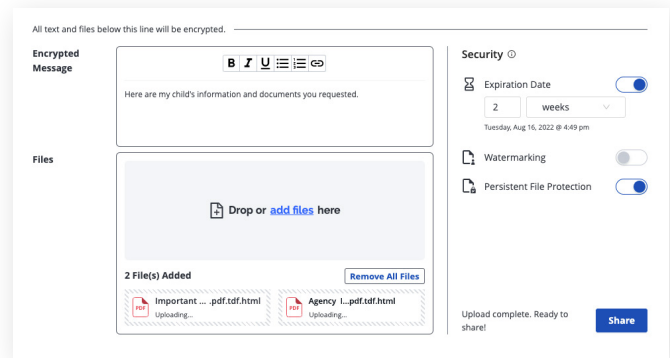 All text and files below this line will be encrypted.
Encrypted
Message
B I U
Here are my child's information and documents you requested.
Files
Drop or add files here
2 File(s) Added
Remove All Files
PDF
Important ... .pdf.tdf.html
Uploading...
PDF
Agency I...pdf.tdf.html
Uploading...
Security
Expiration Date
2 weeks
Tuesday, Aug 16, 2022 @ 4:49 pm
Watermarking
Persistent File Protection
Upload complete. Ready to
share!
Share